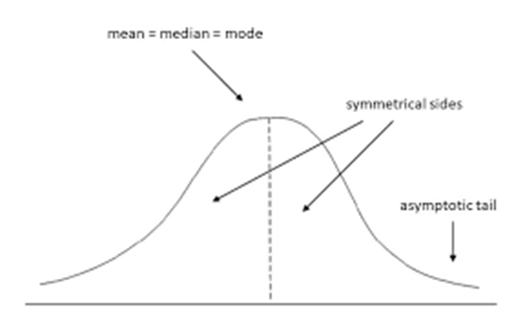 mean = median = mode
symmetrical sides
asymptotic tail